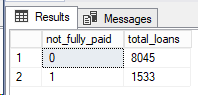 Results Messages
not_fully_paid total_loans
1 0 8045
2 1 1533